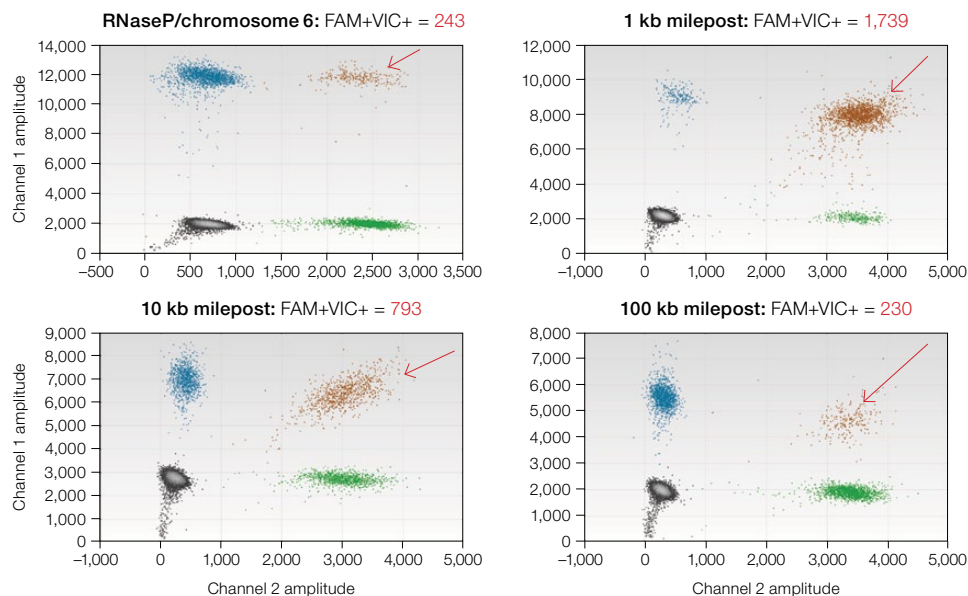 RNaseP/chromosome 6: FAM+VIC+ = 243
14,000
12,000
10,000
8,000
6,000
4,000
2,000
0
Channel 1 amplitude
–500 0 500 1,000 1,500 2,000 2,500 3,000 3,500
1 kb milepost: FAM+VIC+ = 1,739
12,000
10,000
8,000
6,000
4,000
2,000
0
–1,000 0 1,000 2,000 3,000 4,000 5,000
10 kb milepost: FAM+VIC+ = 793
9,000
8,000
7,000
6,000
5,000
4,000
3,000
2,000
1,000
0
Channel 1 amplitude
–1,000 0 1,000 2,000 3,000 4,000 5,000
Channel 2 amplitude
100 kb milepost: FAM+VIC+ = 230
8,000
7,000
6,000
5,000
4,000
3,000
2,000
1,000
0
–1,000 0 1,000 2,000 3,000 4,000 5,000
Channel 2 amplitude